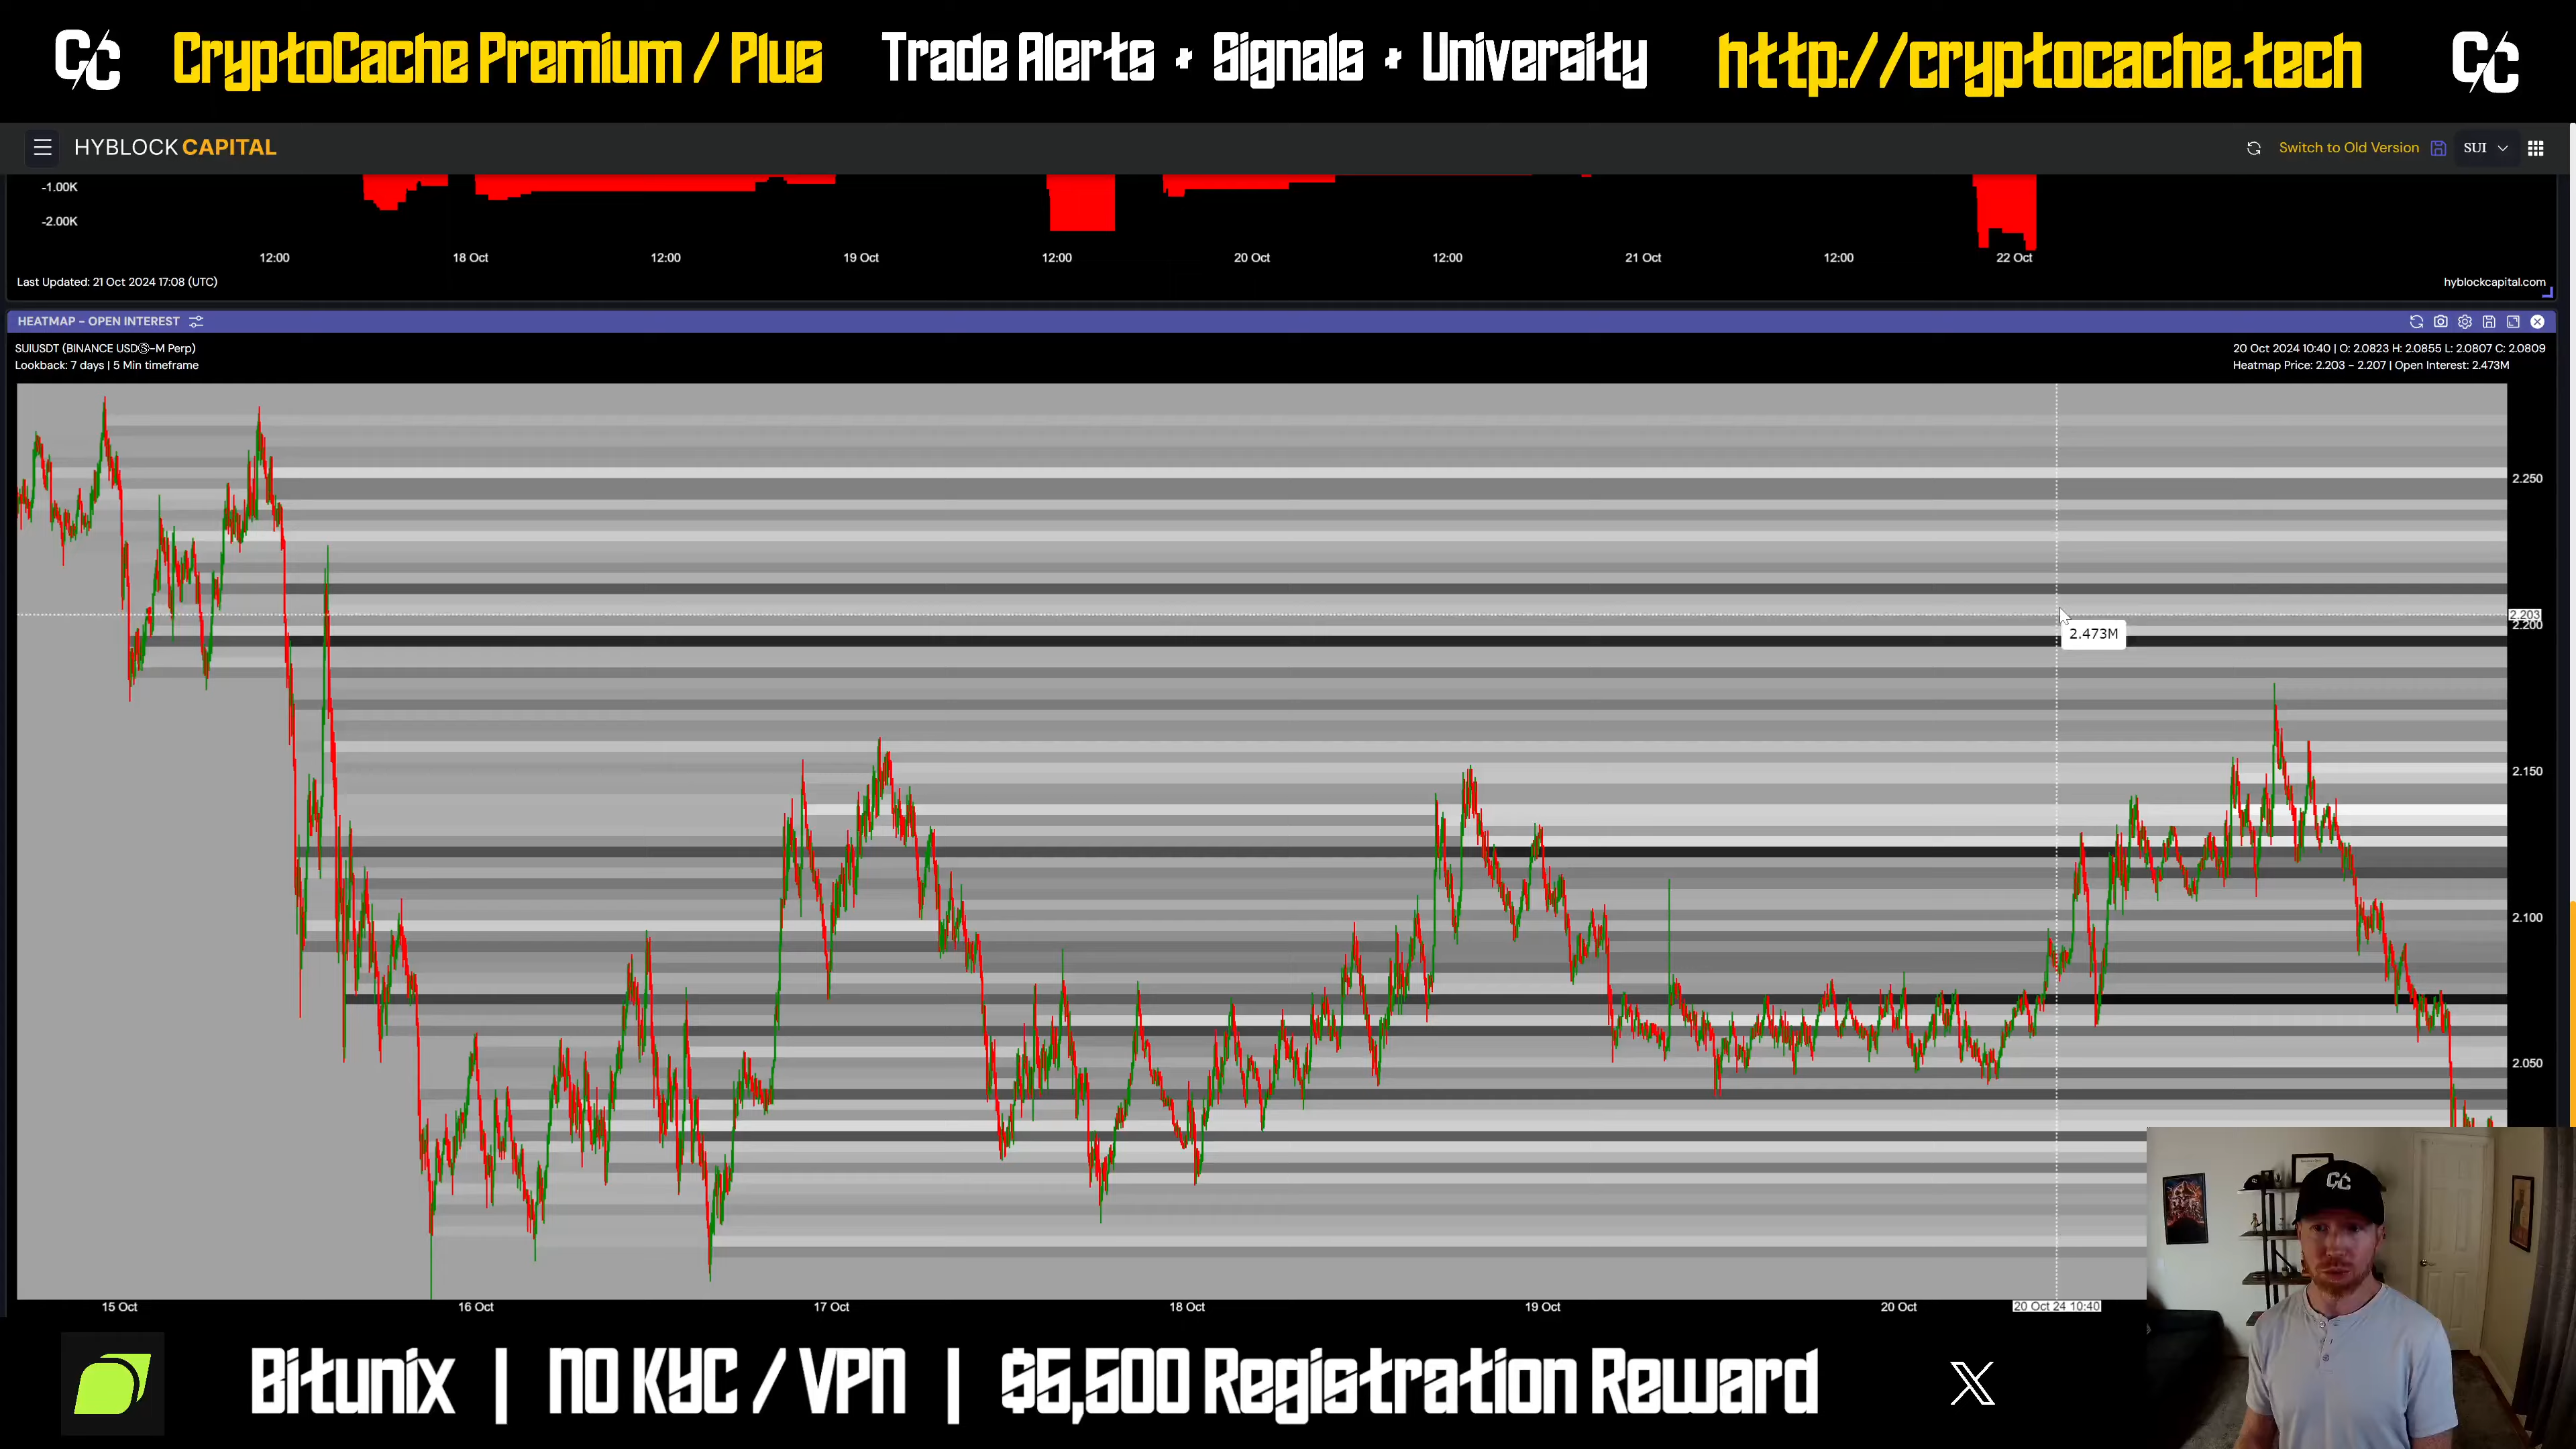 CC CryptoCache Premium / Plus Trade Alerts + Signals + University http://cryptocache.tech CC
HYBLOCK CAPITAL
Switch to Old Version SUI
-1.00K
-2.00K
12:00 18 Oct 12:00 19 Oct 12:00 20 Oct 12:00 21 Oct 12:00 22 Oct
Last Updated: 21 Oct 2024 17:08 (UTC) hyblockcapital.com
HEATMAP - OPEN INTEREST
SUIUSDT (BINANCE USDⓈ-M Perp)
Lookback: 7 days | 5 Min timeframe
20 Oct 2024 10:40 | O: 2.0823 H: 2.0855 L: 2.0807 C: 2.0809
Heatmap Price: 2.203 - 2.207 | Open Interest: 2.473M
2.250
2.203
2.200
2.473M
2.150
2.100
2.050
CC
15 Oct 16 Oct 17 Oct 18 Oct 19 Oct 20 Oct 20 Oct 24 10:40
Bitunix | NO KYC / VPN | $5,500 Registration Reward X